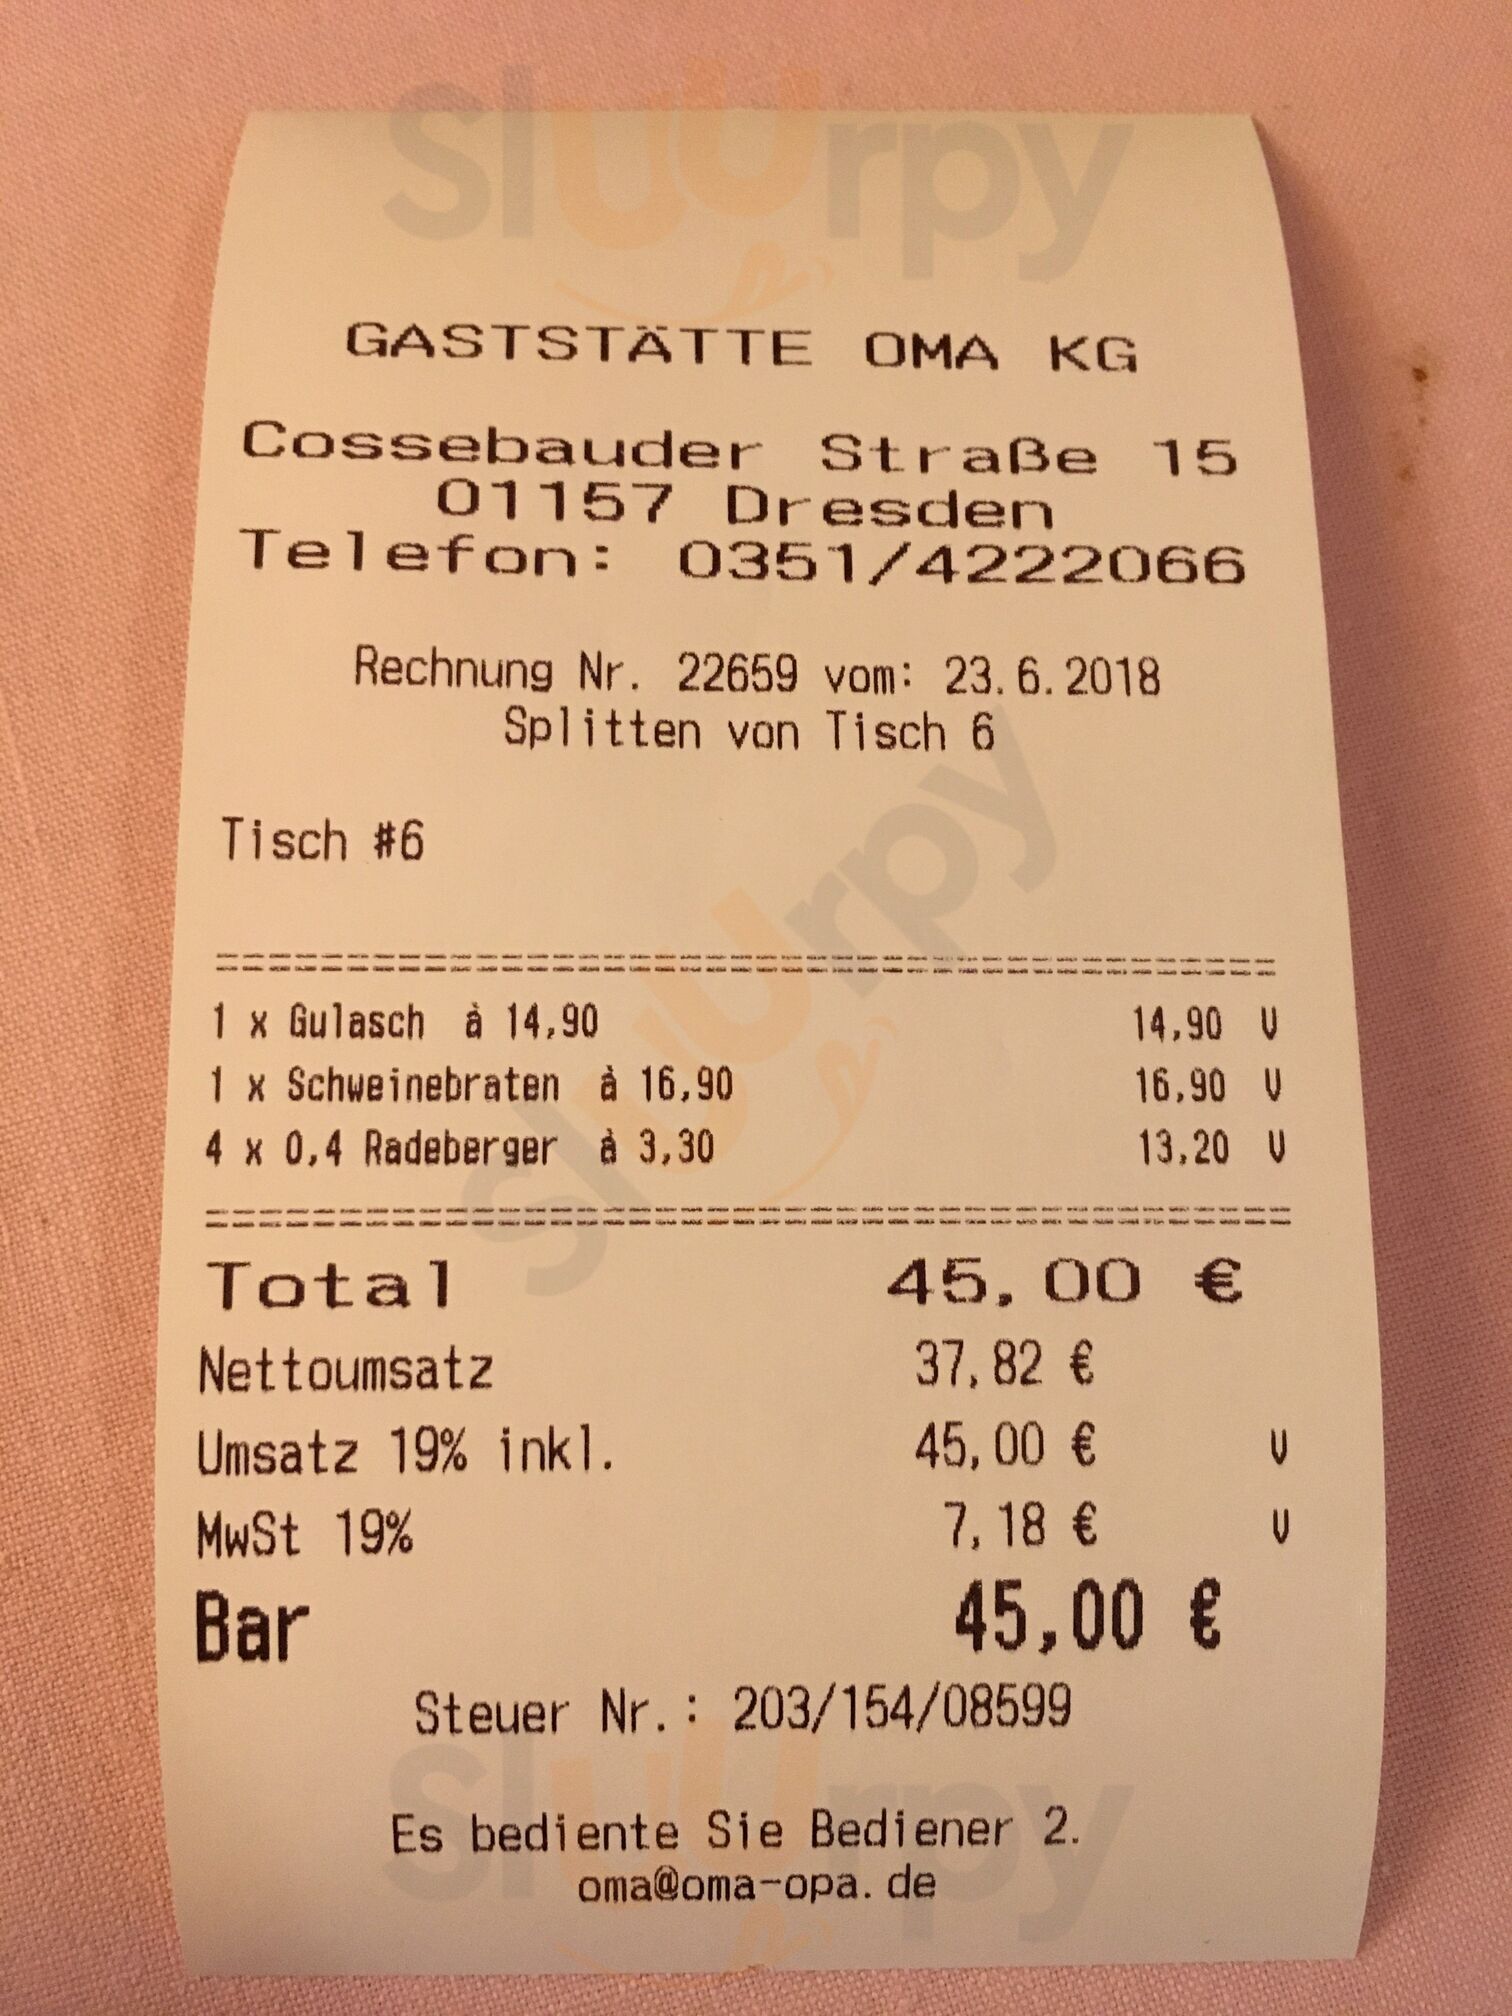 Sluurpy
GASTSTÄTTE OMA KG
Cossebauder Straße 15
01157 Dresden
Telefon: 0351/4222066
Rechnung Nr. 22659 vom: 23.6.2018
Splitten von Tisch 6
Tisch #6
Sluurpy
1 x Gulasch à 14,90 14,90 V
1 x Schweinebraten à 16,90 16,90 V
4 x 0,4 Radeberger à 3,30 13,20 V
Total 45,00 €
Nettoumsatz 37,82 €
Umsatz 19% inkl. 45,00 € V
MwSt 19% 7,18 € V
Bar 45,00 €
Steuer Nr.: 203/154/08599
Sluurpy
Es bediente Sie Bediener 2.
oma@oma-opa.de